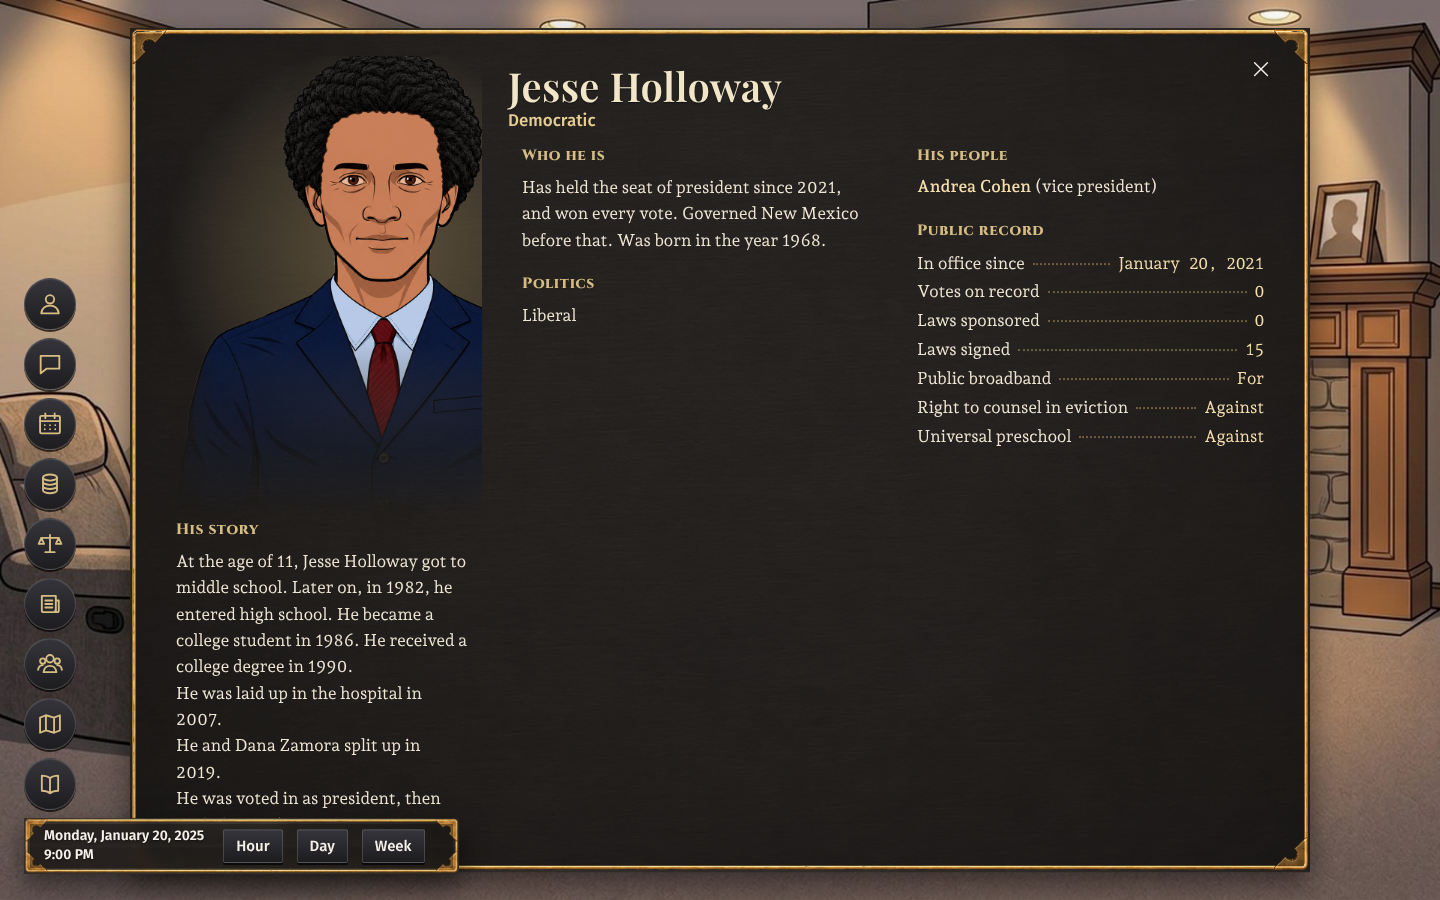 Jesse Holloway
Democratic
Who he is
Has held the seat of president since 2021,
and won every vote. Governed New Mexico
before that. Was born in the year 1968.
Politics
Liberal
His people
Andrea Cohen (vice president)
Public record
In office since January 20, 2021
Votes on record 0
Laws sponsored 0
Laws signed 15
Public broadband For
Right to counsel in eviction Against
Universal preschool Against
His story
At the age of 11, Jesse Holloway got to
middle school. Later on, in 1982, he
entered high school. He became a
college student in 1986. He received a
college degree in 1990.
He was laid up in the hospital in
2007.
He and Dana Zamora split up in
2019.
He was voted in as president, then
Monday, January 20, 2025
9:00 PM
Hour
Day
Week